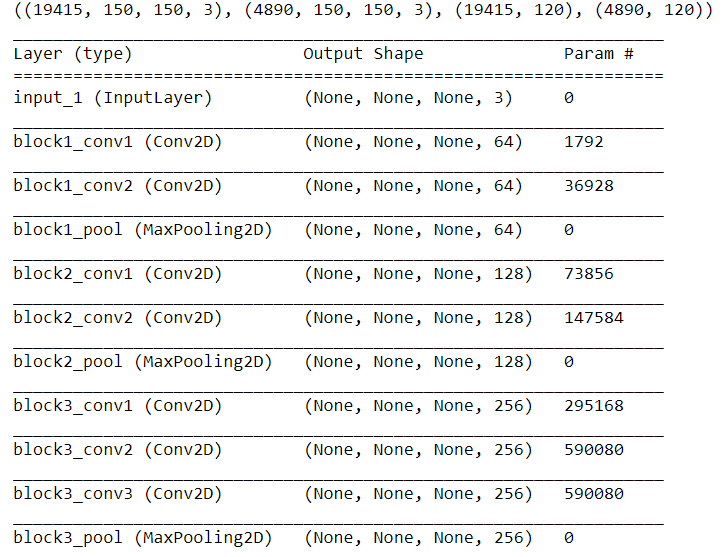 ((19415, 150, 150, 3), (4890, 150, 150, 3), (19415, 120), (4890, 120))
_________________________________________________________________
Layer (type)                 Output Shape              Param #
=================================================================
input_1 (InputLayer)         (None, None, None, 3)     0
_________________________________________________________________
block1_conv1 (Conv2D)        (None, None, None, 64)    1792
_________________________________________________________________
block1_conv2 (Conv2D)        (None, None, None, 64)    36928
_________________________________________________________________
block1_pool (MaxPooling2D)   (None, None, None, 64)    0
_________________________________________________________________
block2_conv1 (Conv2D)        (None, None, None, 128)   73856
_________________________________________________________________
block2_conv2 (Conv2D)        (None, None, None, 128)   147584
_________________________________________________________________
block2_pool (MaxPooling2D)   (None, None, None, 128)   0
_________________________________________________________________
block3_conv1 (Conv2D)        (None, None, None, 256)   295168
_________________________________________________________________
block3_conv2 (Conv2D)        (None, None, None, 256)   590080
_________________________________________________________________
block3_conv3 (Conv2D)        (None, None, None, 256)   590080
_________________________________________________________________
block3_pool (MaxPooling2D)   (None, None, None, 256)   0